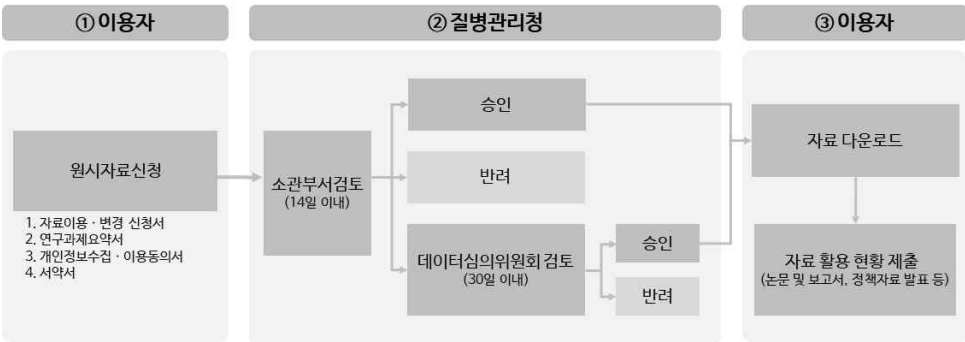 ① 이용자
원시자료신청
1. 자료이용 · 변경 신청서
2. 연구과제요약서
3. 개인정보수집 · 이용동의서
4. 서약서
② 질병관리청
소관부서검토
(14일 이내)
승인
반려
데이터심의위원회 검토
(30일 이내)
승인
반려
③ 이용자
자료 다운로드
자료 활용 현황 제출
(논문 및 보고서, 정책자료 발표 등)